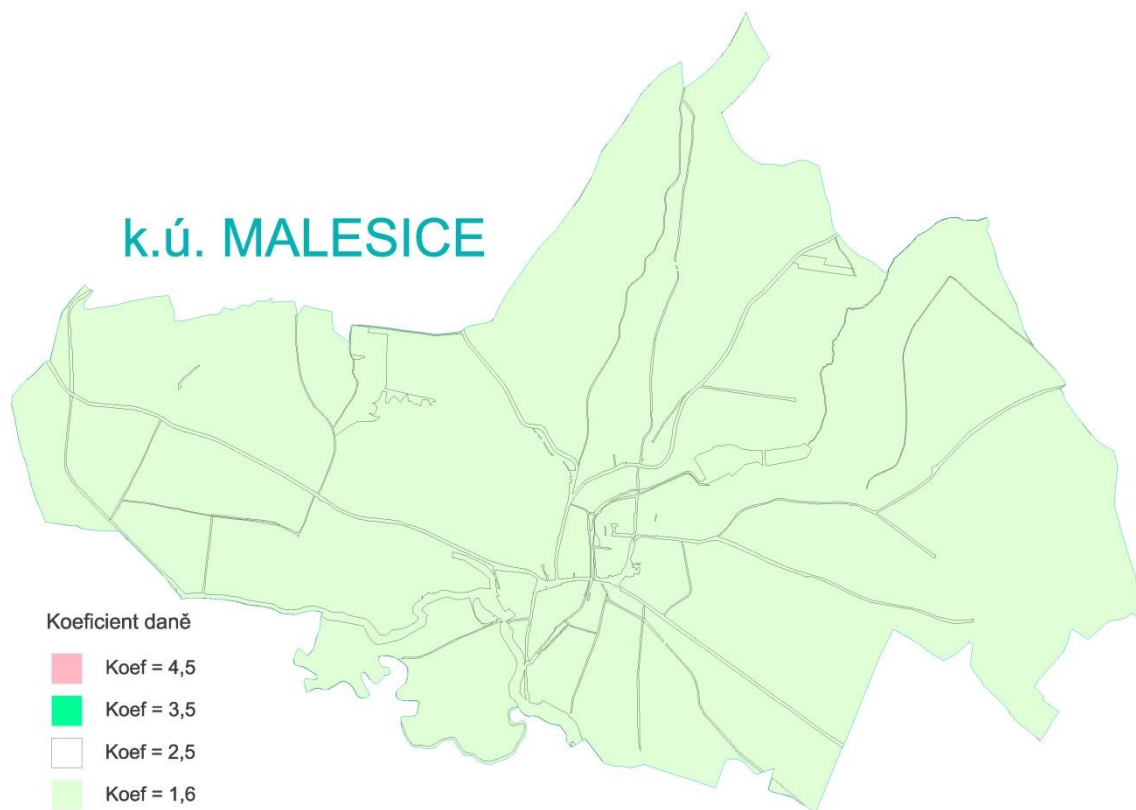 k.ú. MALESICE
Koeficient daně
Koef = 4,5
Koef = 3,5
Koef = 2,5
Koef = 1,6